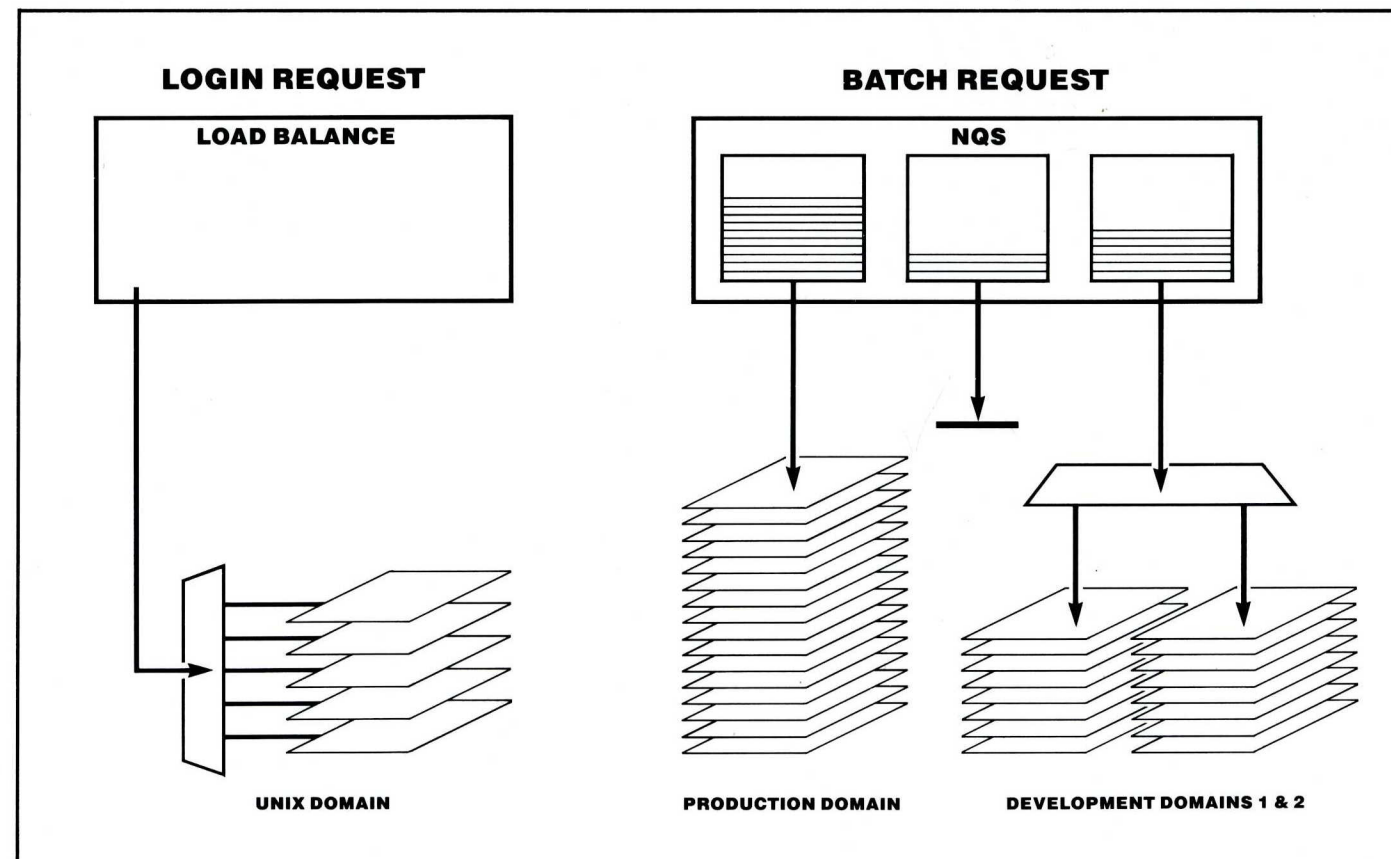 LOGIN REQUEST
LOAD BALANCE
UNIX DOMAIN
BATCH REQUEST
NQS
PRODUCTION DOMAIN
DEVELOPMENT DOMAINS 1 & 2